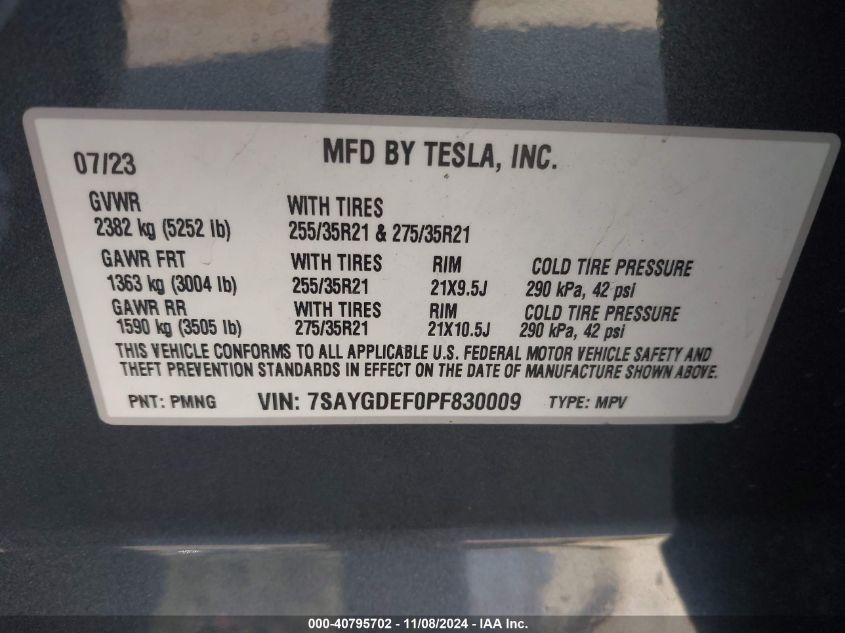 07/23 MFD BY TESLA, INC.
GVWR WITH TIRES
2382 kg (5252 lb) 255/35R21 & 275/35R21
GAWR FRT WITH TIRES RIM COLD TIRE PRESSURE
1363 kg (3004 lb) 255/35R21 21X9.5J 290 kPa, 42 psi
GAWR RR WITH TIRES RIM COLD TIRE PRESSURE
1590 kg (3505 lb) 275/35R21 21X10.5J 290 kPa, 42 psi
THIS VEHICLE CONFORMS TO ALL APPLICABLE U.S. FEDERAL MOTOR VEHICLE SAFETY AND
THEFT PREVENTION STANDARDS IN EFFECT ON THE DATE OF MANUFACTURE SHOWN ABOVE.
PNT: PMNG VIN: 7SAYGDEF0PF830009 TYPE: MPV
000-40795702 - 11/08/2024 - IAA Inc.